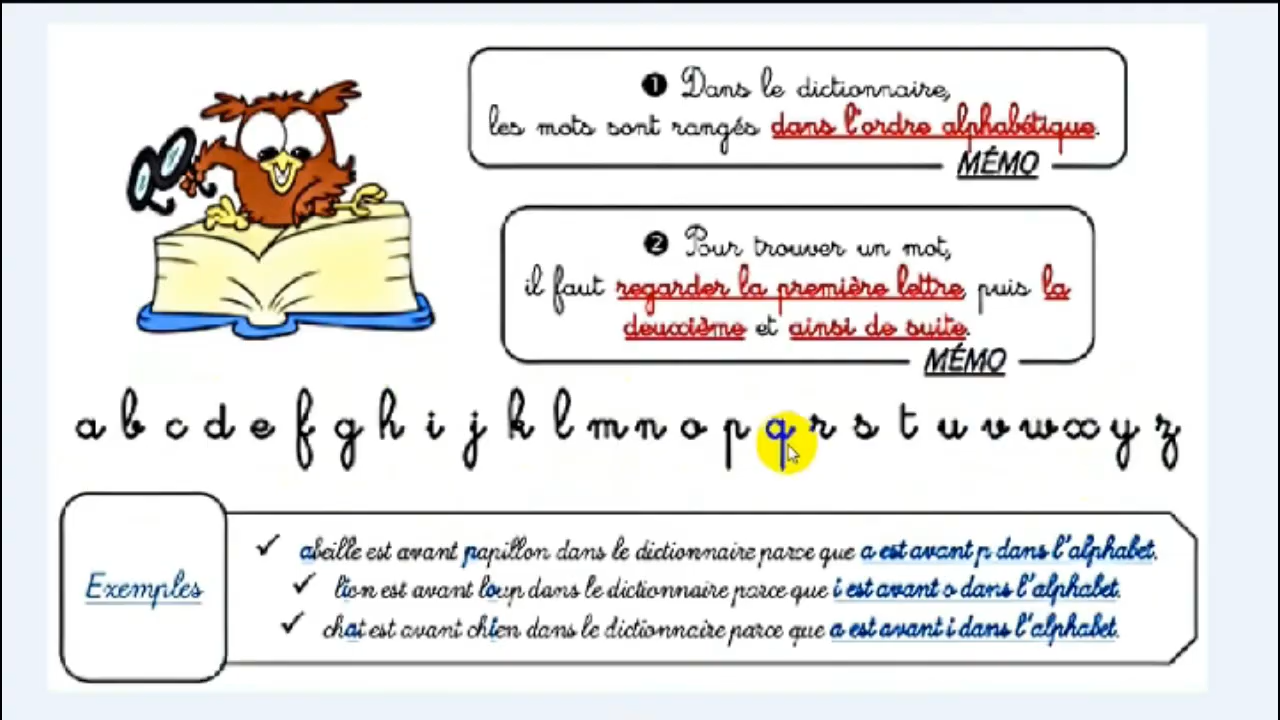 ❶ Dans le dictionnaire,
les mots sont rangés dans l'ordre alphabétique.
MÉMO
❷ Pour trouver un mot,
il faut regarder la première lettre puis la
deuxième et ainsi de suite.
MÉMO
a b c d e f g h i j k l m n o p q r s t u v w x y z
Exemples
✓ abeille est avant papillon dans le dictionnaire parce que a est avant p dans l'alphabet.
✓ lion est avant loup dans le dictionnaire parce que i est avant o dans l'alphabet.
✓ chat est avant chien dans le dictionnaire parce que a est avant i dans l'alphabet.